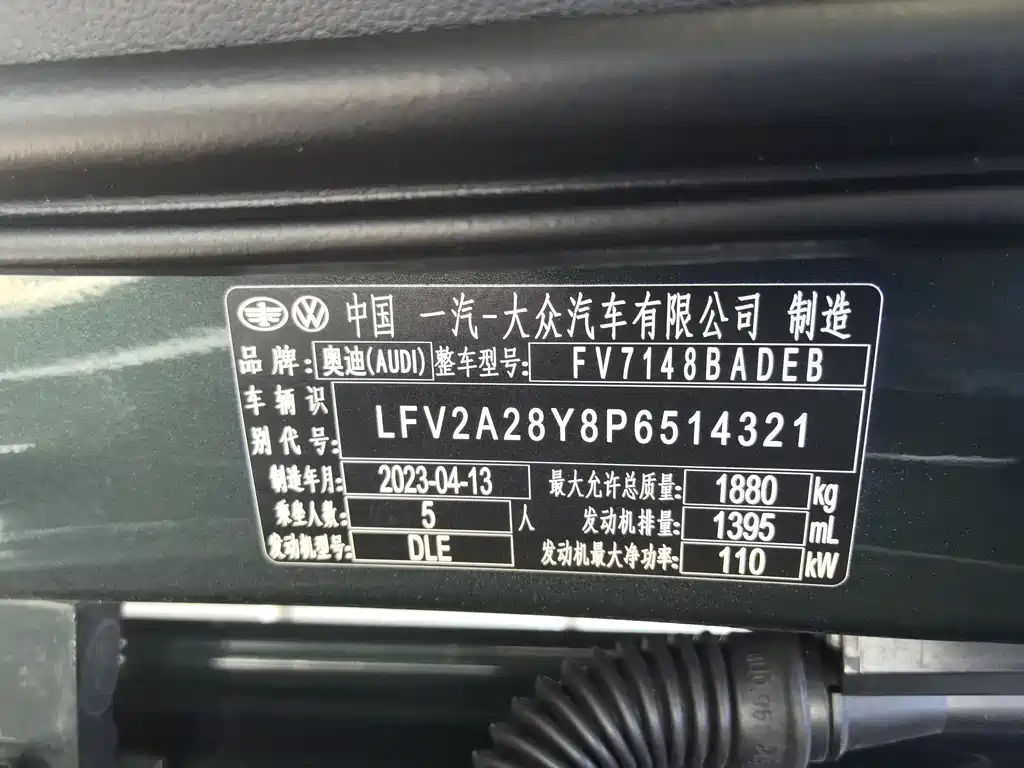 中国 一汽-大众汽车有限公司 制造
品牌: 奥迪(AUDI) 整车型号: FV7148BADEB
车辆识别代号: LFV2A28Y8P6514321
制造年月: 2023-04-13 最大允许总质量: 1880 kg
乘坐人数: 5 人 发动机排量: 1395 mL
发动机型号: DLE 发动机最大净功率: 110 kW